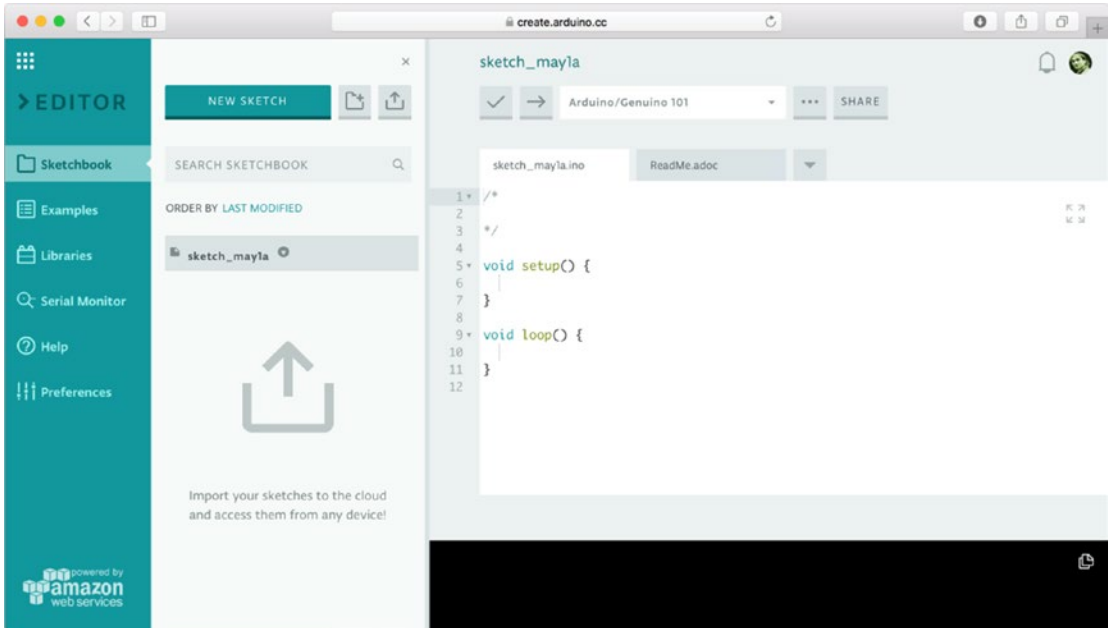 create.arduino.cc
>EDITOR
Sketchbook
Examples
Libraries
Serial Monitor
Help
Preferences
powered by
amazon
web services
NEW SKETCH
SEARCH SKETCHBOOK
ORDER BY LAST MODIFIED
sketch_may1a
Import your sketches to the cloud
and access them from any device!
sketch_may1a
Arduino/Genuino 101
SHARE
sketch_may1a.ino ReadMe.adoc
1 /*
2
3 */
4
5 void setup() {
6
7 }
8
9 void loop() {
10
11 }
12